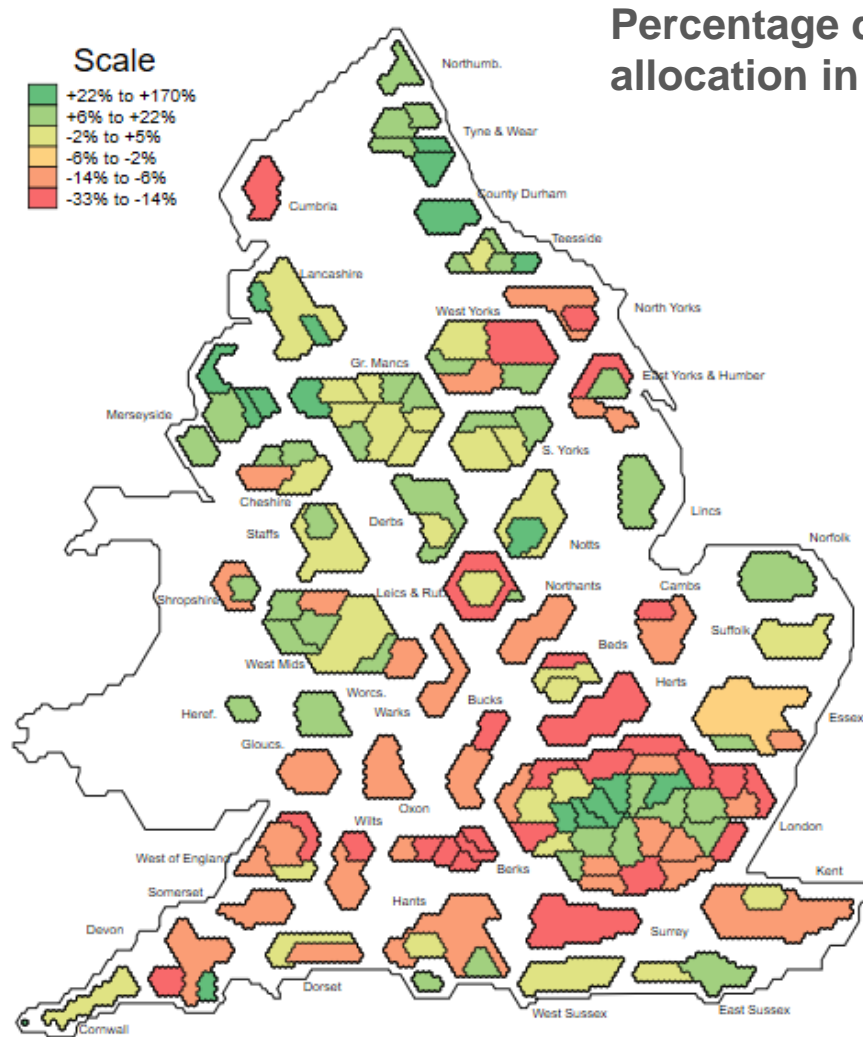 Percentage c
allocation in
Scale
+22% to +170%
+6% to +22%
-2% to +5%
-6% to -2%
-14% to -6%
-33% to -14%
Northumb.
Tyne & Wear
County Durham
Cumbria
Teesside
Lancashire
North Yorks
West Yorks
Gr. Mancs
East Yorks & Humber
Merseyside
S. Yorks
Cheshire
Lincs
Staffs
Derbs
Notts
Norfolk
Northants
Cambs
Shropshire
Leics & Rut.
Suffolk
Beds
West Mids
Herts
Worcs.
Bucks
Essex
Heref.
Warks
Gloucs.
Oxon
Wilts
London
West of England
Berks
Kent
Somerset
Hants
Devon
Surrey
Dorset
West Sussex
East Sussex
Cornwall